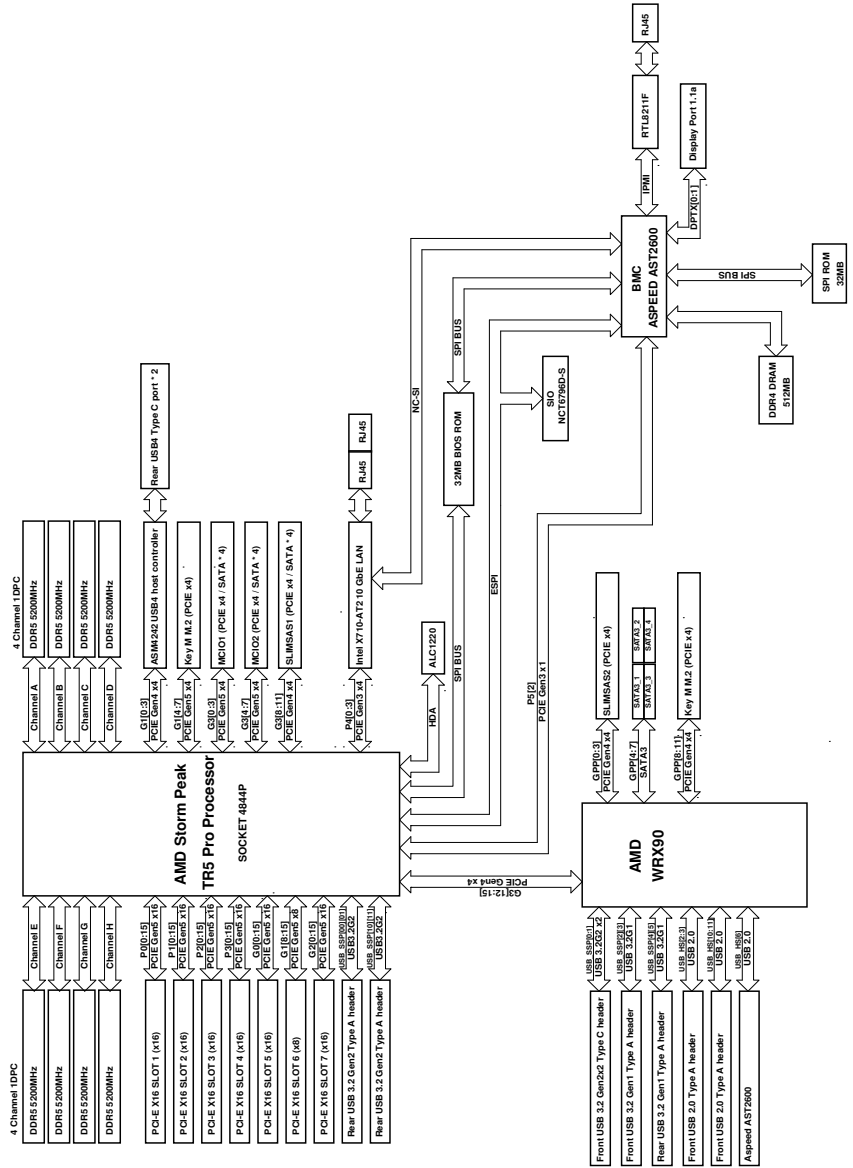 4 Channel 1DPC
DDR5 5200MHz
DDR5 5200MHz
DDR5 5200MHz
DDR5 5200MHz
Channel A
Channel B
Channel C
Channel D
Rear USB4 Type C port * 2
ASM4242 USB4 host controller
Key M M.2 (PCIE x4)
MCIO1 (PCIE x4 / SATA * 4)
MCIO2 (PCIE x4 / SATA * 4)
SLIMSAS1 (PCIE x4 / SATA * 4)
G1[0:3]
PCIE Gen4 x4
G1[4:7]
PCIE Gen5 x4
G3[0:3]
PCIE Gen5 x4
G3[4:7]
PCIE Gen5 x4
G3[8:11]
PCIE Gen4 x4
RJ45
RJ45
Intel X710-AT2 10 GbE LAN
P4[0:3]
PCIE Gen3 x4
ALC1220
HDA
SPI BUS
32MB BIOS ROM
SPI BUS
NC-SI
ESPI
SIO
NCT6796D-S
P5[2]
PCIE Gen3 x1
BMC
ASPEED AST2600
IPMI
RTL8211F
RJ45
DPTX[0:1]
Display Port 1.1a
SPI BUS
SPI ROM
32MB
DDR4 DRAM
512MB
AMD Storm Peak
TR5 Pro Processor
SOCKET 4844P
4 Channel 1DPC
DDR5 5200MHz
DDR5 5200MHz
DDR5 5200MHz
DDR5 5200MHz
Channel E
Channel F
Channel G
Channel H
PCI-E X16 SLOT 1 (x16)
PCI-E X16 SLOT 2 (x16)
PCI-E X16 SLOT 3 (x16)
PCI-E X16 SLOT 4 (x16)
PCI-E X16 SLOT 5 (x16)
PCI-E X16 SLOT 6 (x8)
PCI-E X16 SLOT 7 (x16)
Rear USB 3.2 Gen2 Type A header
Rear USB 3.2 Gen2 Type A header
P0[0:15]
PCIE Gen5 x16
P1[0:15]
PCIE Gen5 x16
P2[0:15]
PCIE Gen5 x16
P3[0:15]
PCIE Gen5 x16
G0[0:15]
PCIE Gen5 x16
G1[8:15]
PCIE Gen5 x8
G2[0:15]
PCIE Gen5 x16
USB_SSP[00][01]
USB3.2G2
USB_SSP[10][11]
USB3.2G2
G3[12:15]
PCIE Gen4 x4
AMD
WRX90
GPP[0:3]
PCIE Gen4 x4
SLIMSAS2 (PCIE x4)
GPP[4:7]
SATA3
SATA3_1
SATA3_2
SATA3_3
SATA3_4
GPP[8:11]
PCIE Gen4 x4
Key M M.2 (PCIE x4)
USB_SSP[0:1]
USB 3.2G2 x2
USB_SSP[2][3]
USB 3.2G1
USB_SSP[4][5]
USB 3.2G1
USB_HS[2:3]
USB 2.0
USB_HS[10:11]
USB 2.0
USB_HS[6]
USB 2.0
Front USB 3.2 Gen2x2 Type C header
Front USB 3.2 Gen1 Type A header
Rear USB 3.2 Gen1 Type A header
Front USB 2.0 Type A header
Front USB 2.0 Type A header
Aspeed AST2600